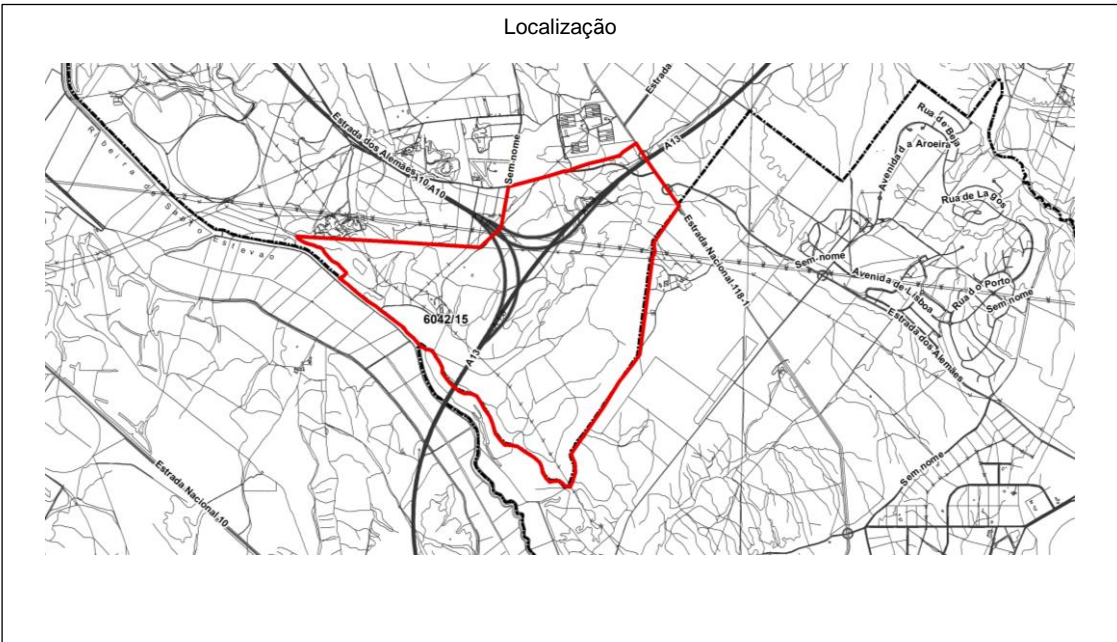 Localização
Estrada
Estrada dos Alemães
A10
A10
Sem nome
A13
Ribeira de Santo Estevao
Rua de Beja
Avenida d
a Aroeira
Rua de Lagos
Estrada Nacional 118-1
Sem nome
Avenida de Lisboa
Rua do Porto
Sem nome
Estrada dos Alemães
6042/15
A13
Sem nome
Estrada Nacional 10